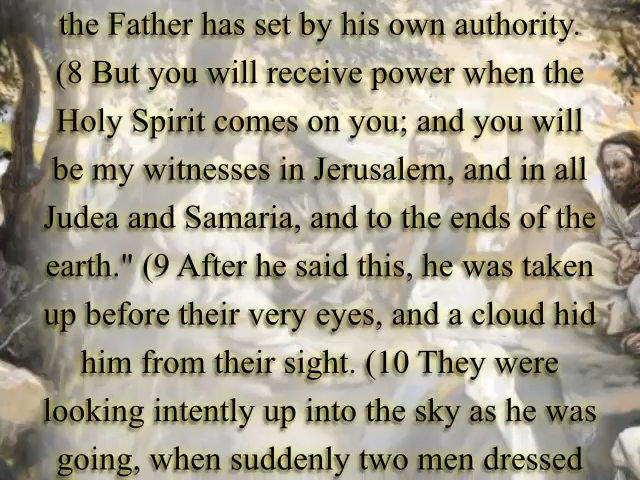 the Father has set by his own authority.
(8 But you will receive power when the
Holy Spirit comes on you; and you will
be my witnesses in Jerusalem, and in all
Judea and Samaria, and to the ends of the
earth." (9 After he said this, he was taken
up before their very eyes, and a cloud hid
him from their sight. (10 They were
looking intently up into the sky as he was
going, when suddenly two men dressed